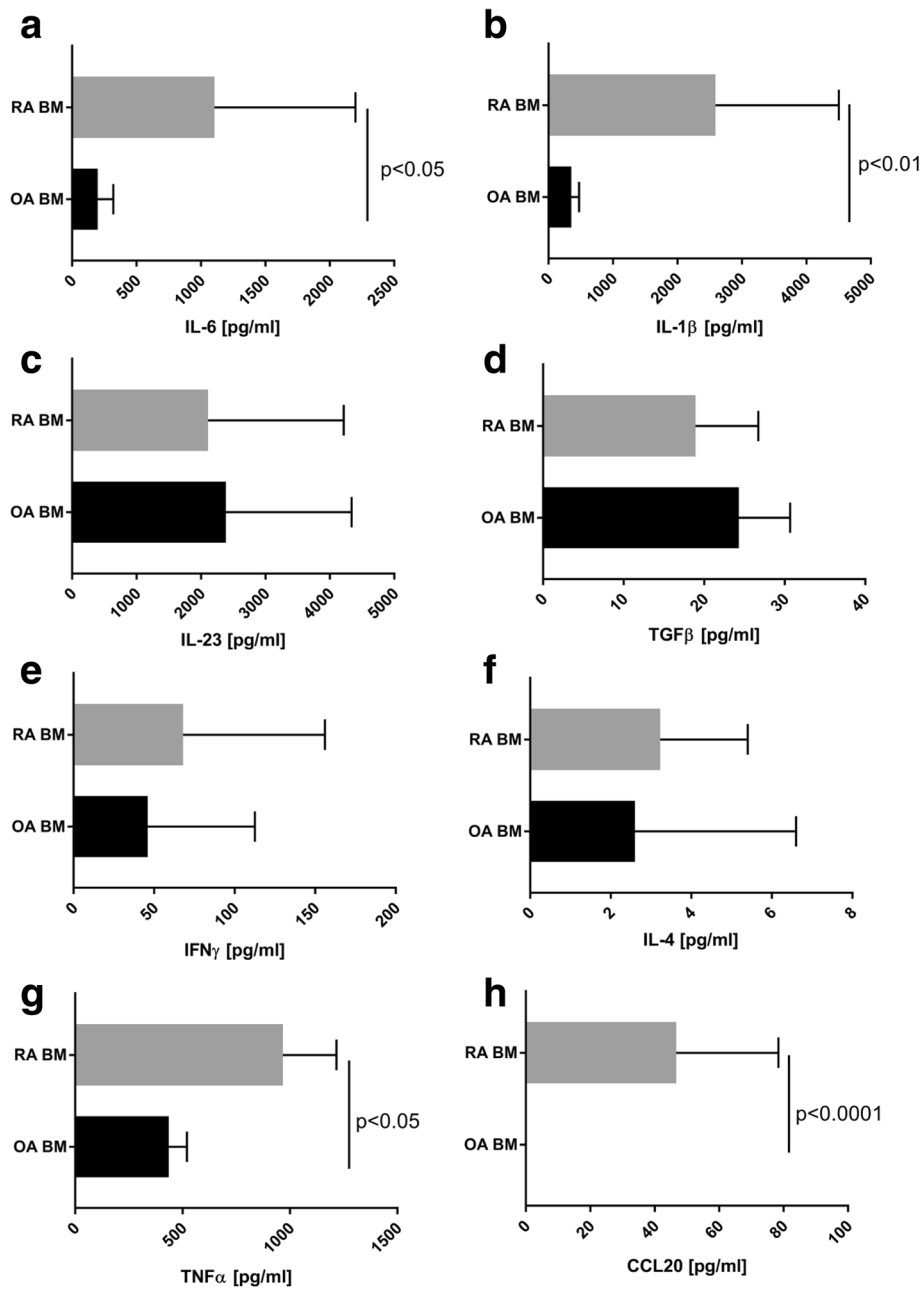 a
RA BM
OA BM
p<0.05
0 500 1000 1500 2000 2500
IL-6 [pg/ml]
b
RA BM
OA BM
p<0.01
0 1000 2000 3000 4000 5000
IL-1β [pg/ml]
c
RA BM
OA BM
0 1000 2000 3000 4000 5000
IL-23 [pg/ml]
d
RA BM
OA BM
0 10 20 30 40
TGFβ [pg/ml]
e
RA BM
OA BM
0 50 100 150 200
IFNγ [pg/ml]
f
RA BM
OA BM
0 2 4 6 8
IL-4 [pg/ml]
g
RA BM
OA BM
p<0.05
0 500 1000 1500
TNFα [pg/ml]
h
RA BM
OA BM
p<0.0001
0 20 40 60 80 100
CCL20 [pg/ml]